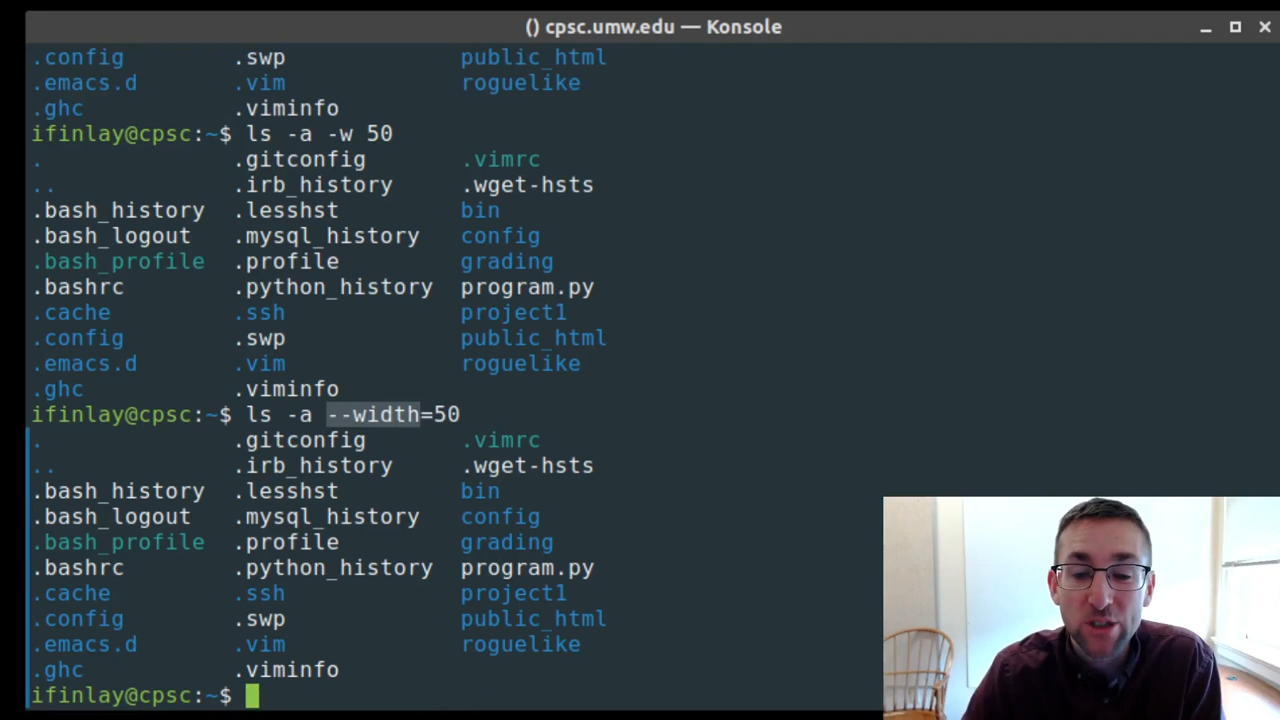 () cpsc.umw.edu — Konsole
.config .swp public_html
.emacs.d .vim roguelike
.ghc .viminfo
ifinlay@cpsc:~$ ls -a -w 50
. .gitconfig .vimrc
.. .irb_history .wget-hsts
.bash_history .lesshst bin
.bash_logout .mysql_history config
.bash_profile .profile grading
.bashrc .python_history program.py
.cache .ssh project1
.config .swp public_html
.emacs.d .vim roguelike
.ghc .viminfo
ifinlay@cpsc:~$ ls -a --width=50
. .gitconfig .vimrc
.. .irb_history .wget-hsts
.bash_history .lesshst bin
.bash_logout .mysql_history config
.bash_profile .profile grading
.bashrc .python_history program.py
.cache .ssh project1
.config .swp public_html
.emacs.d .vim roguelike
.ghc .viminfo
ifinlay@cpsc:~$